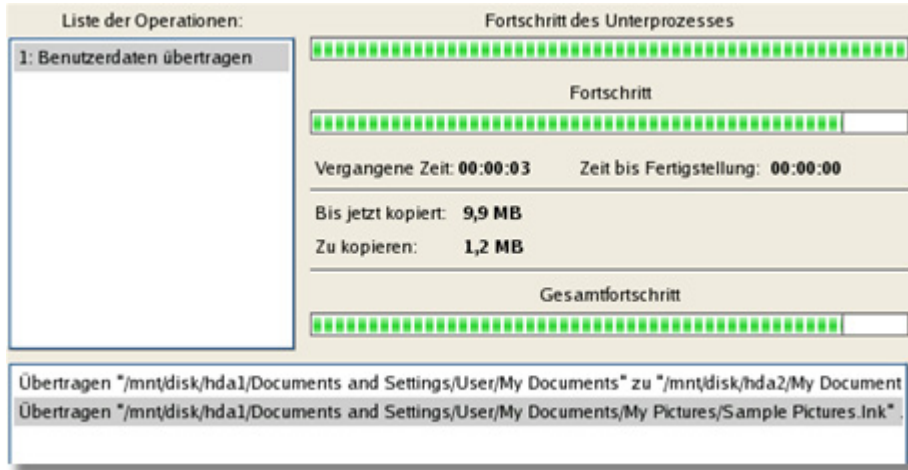 Liste der Operationen:
1: Benutzerdaten übertragen
Fortschritt des Unterprozesses
Fortschritt
Vergangene Zeit: 00:00:03 Zeit bis Fertigstellung: 00:00:00
Bis jetzt kopiert: 9,9 MB
Zu kopieren: 1,2 MB
Gesamtfortschritt
Übertragen "/mnt/disk/hda1/Documents and Settings/User/My Documents" zu "/mnt/disk/hda2/My Document
Übertragen "/mnt/disk/hda1/Documents and Settings/User/My Documents/My Pictures/Sample Pictures.lnk" .